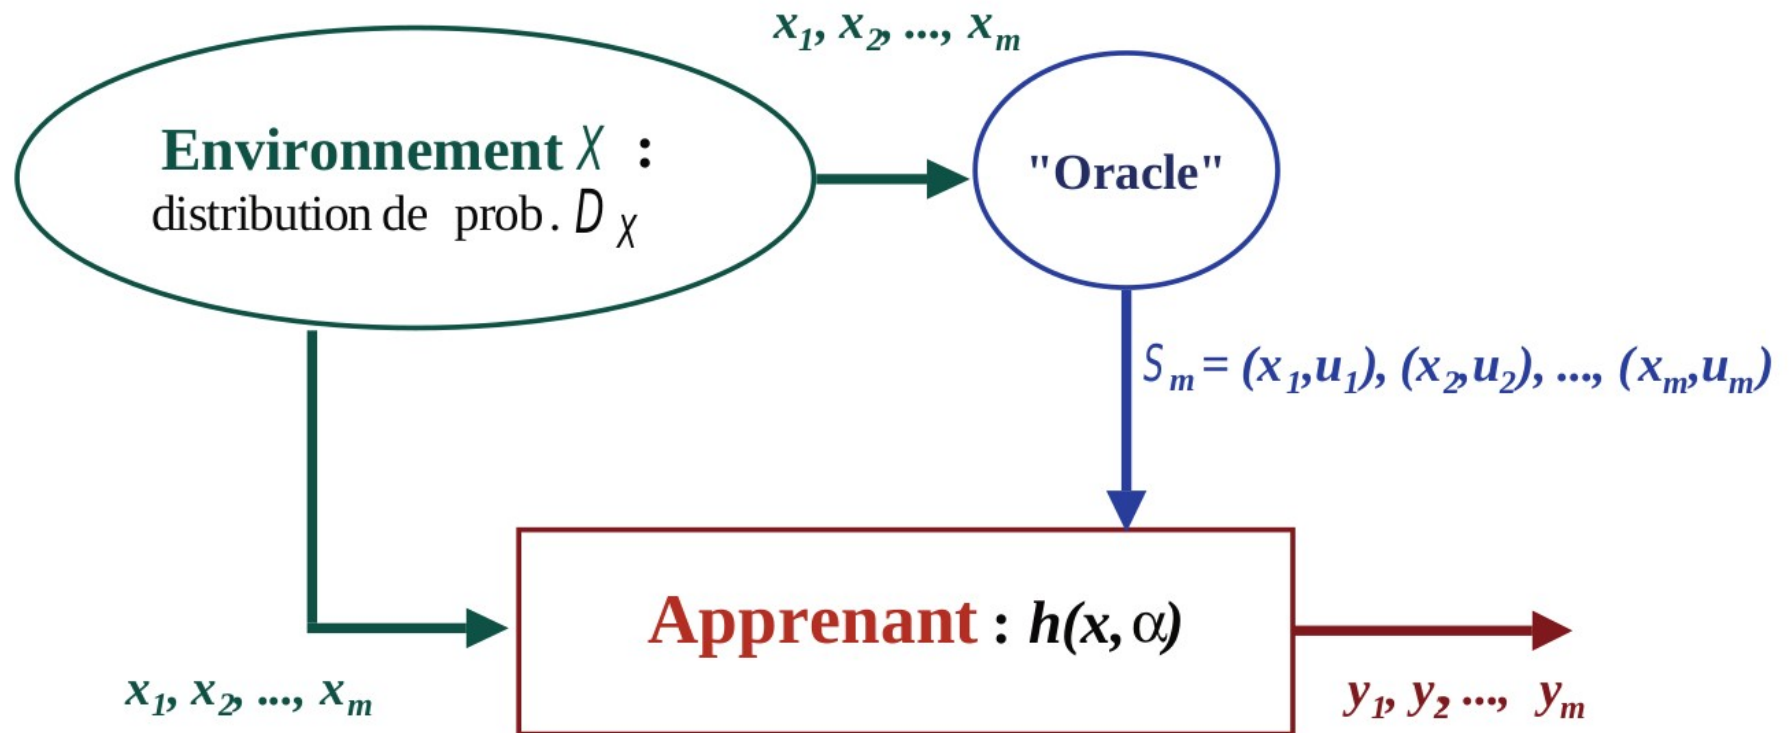 x1, x2, ..., xm
Environnement X :
distribution de prob. DX
"Oracle"
Sm = (x1,u1), (x2,u2), ..., (xm,um)
Apprenant : h(x, α)
x1, x2, ..., xm
y1, y2, ..., ym